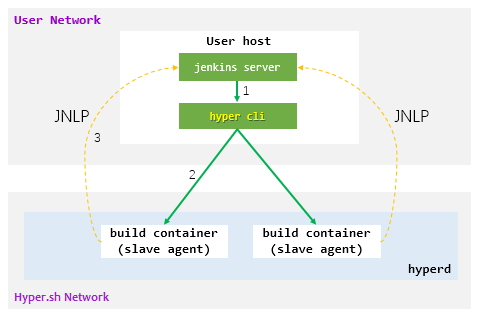 User Network
User host
jenkins server
1
hyper cli
JNLP
JNLP
3
2
build container
(slave agent)
build container
(slave agent)
hyperd
Hyper.sh Network